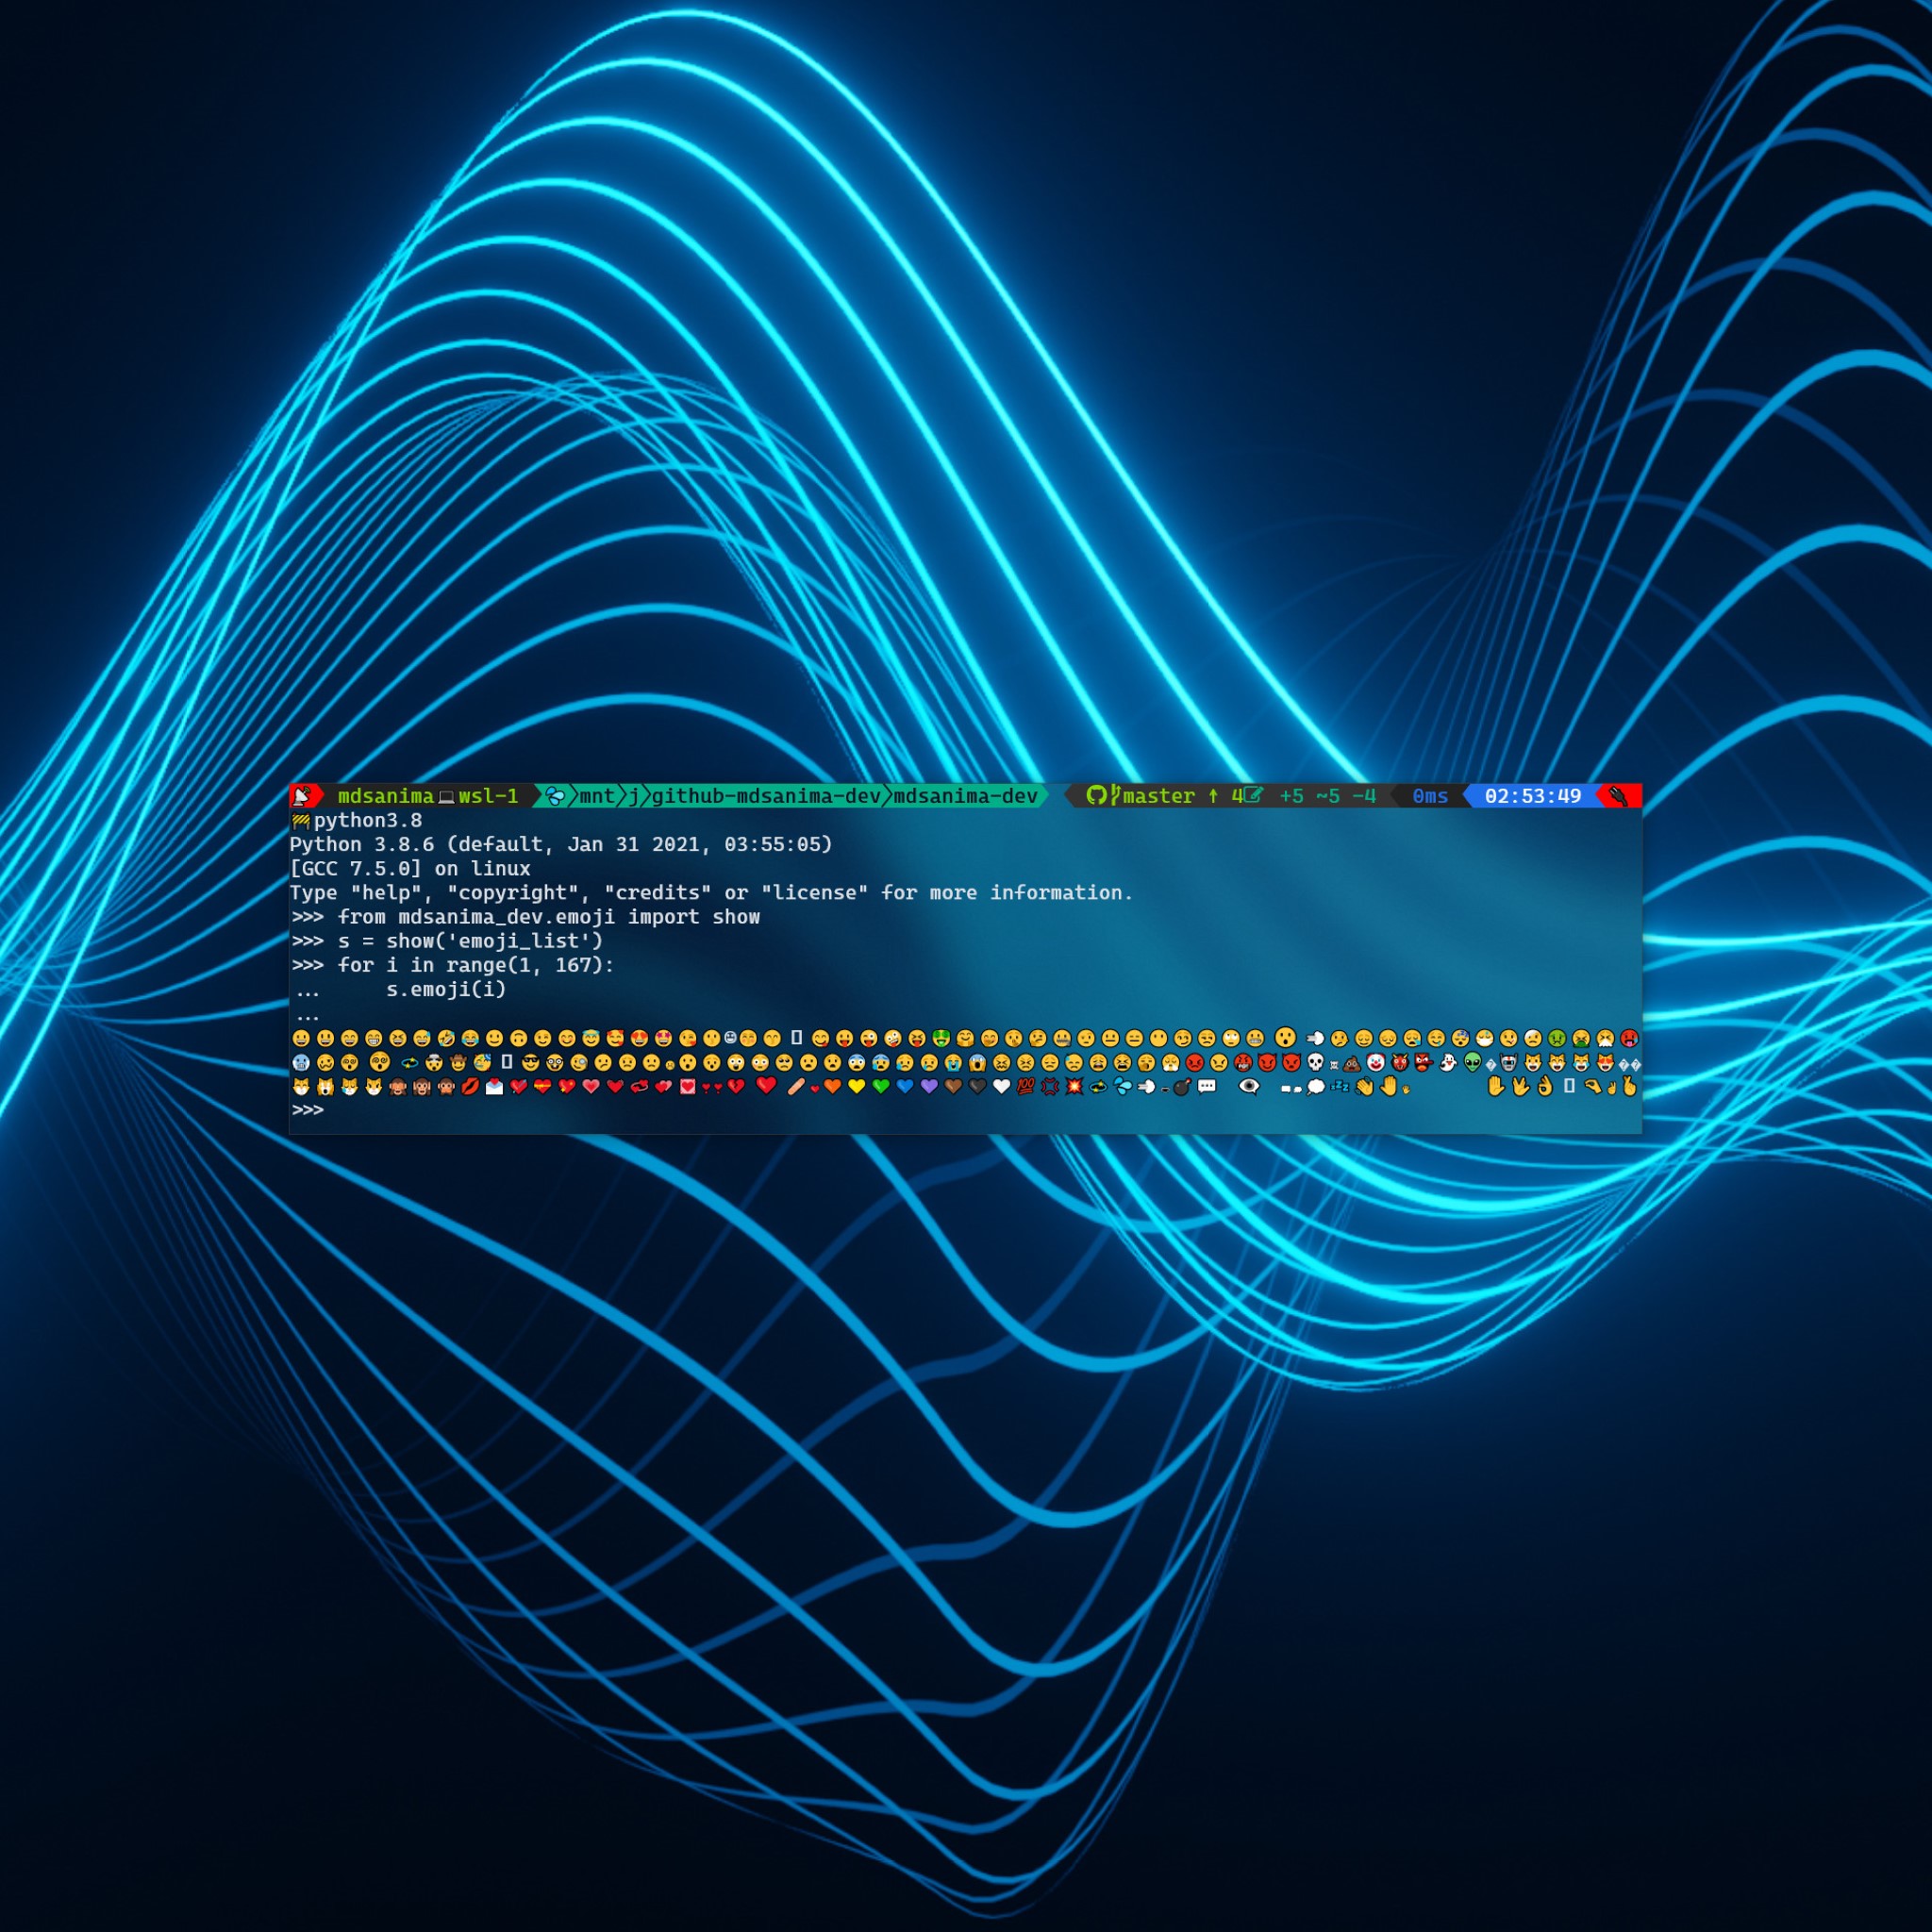 mdsanima wsl-1 mnt j github-mdsanima-dev mdsanima-dev master ↑ 4 +5 ~5 -4 0ms 02:53:49
python3.8
Python 3.8.6 (default, Jan 31 2021, 03:55:05)
[GCC 7.5.0] on linux
Type "help", "copyright", "credits" or "license" for more information.
>>> from mdsanima_dev.emoji import show
>>> s = show('emoji_list')
>>> for i in range(1, 167):
...     s.emoji(i)
...
>>>